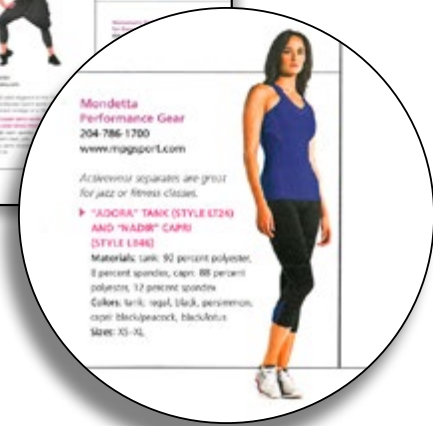 Mondetta
Performance Gear
204-786-1700
www.mpgsport.com
Activewear separates are great
for jazz or fitness classes.
"ADORA" TANK (STYLE LT24)
AND "NADIR" CAPRI
(STYLE L846)
Materials: tank: 92 percent polyester,
8 percent spandex, capri: 88 percent
polyester, 12 percent spandex
Colors: tank: regal, black, persimmon,
capri: black/peacock, black/lotus
Sizes: XS–XL